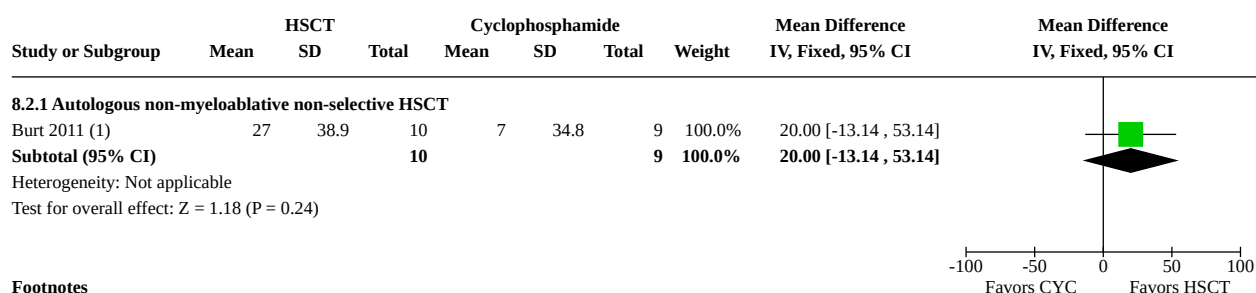 HSCT Cyclophosphamide Mean Difference Mean Difference
Study or Subgroup Mean SD Total Mean SD Total Weight IV, Fixed, 95% CI IV, Fixed, 95% CI
8.2.1 Autologous non-myeloablative non-selective HSCT
Burt 2011 (1) 27 38.9 10 7 34.8 9 100.0% 20.00 [-13.14 , 53.14]
Subtotal (95% CI) 10 9 100.0% 20.00 [-13.14 , 53.14]
Heterogeneity: Not applicable
Test for overall effect: Z = 1.18 (P = 0.24)
-100 -50 0 50 100
Favors CYC Favors HSCT
Footnotes